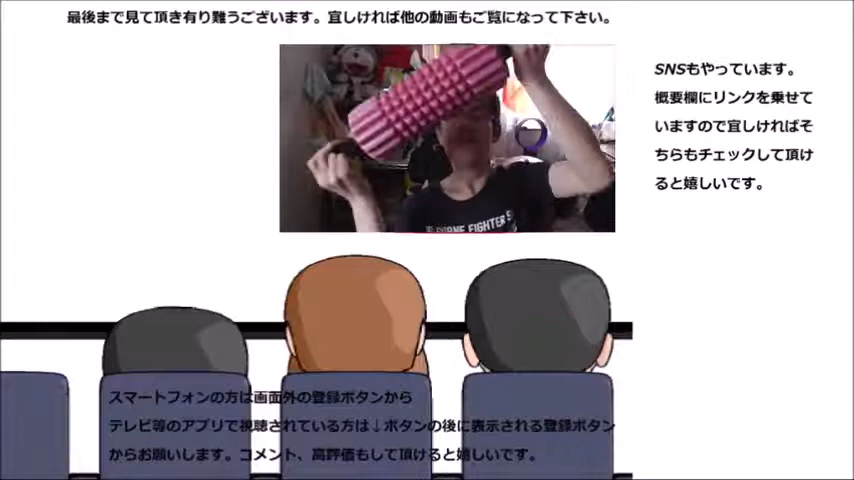 最後まで見て頂き有り難うございます。宜しければ他の動画もご覧になって下さい。
SNSもやっています。
概要欄にリンクを乗せて
いますので宜しければそ
ちらもチェックして頂け
ると嬉しいです。
FIGHTER
スマートフォンの方は画面外の登録ボタンから
テレビ等のアプリで視聴されている方は↓ボタンの後に表示される登録ボタン
からお願いします。コメント、高評価もして頂けると嬉しいです。